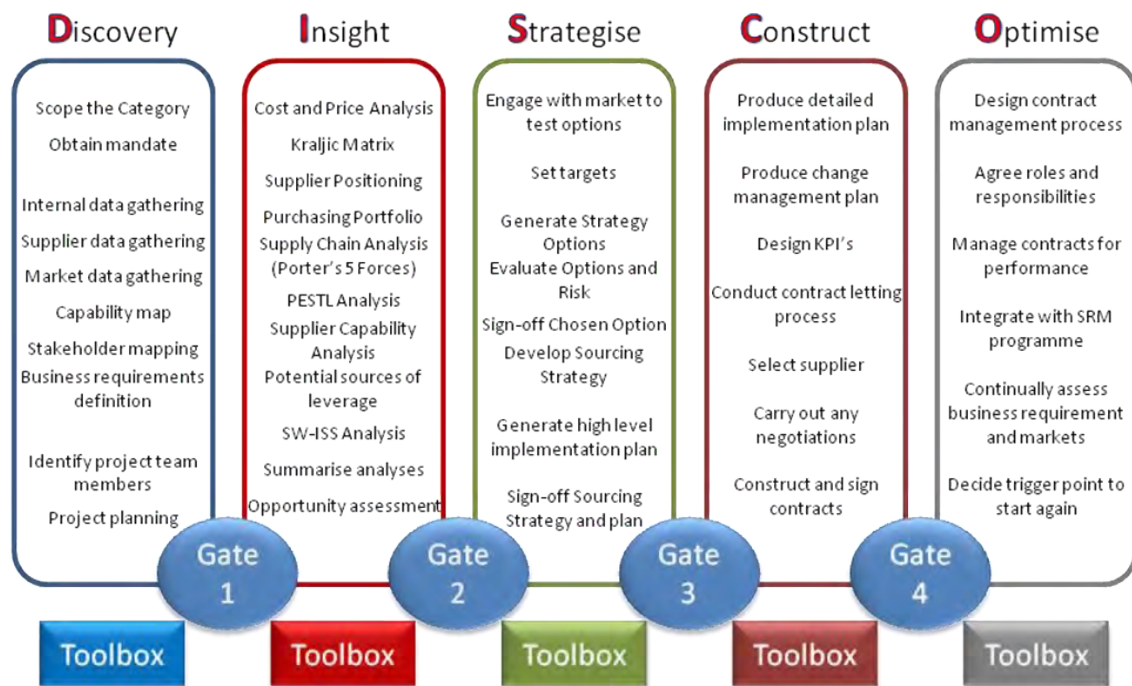 Discovery
Scope the Category
Obtain mandate
Internal data gathering
Supplier data gathering
Market data gathering
Capability map
Stakeholder mapping
Business requirements
definition
Identify project team
members
Project planning
Insight
Cost and Price Analysis
Kraljic Matrix
Supplier Positioning
Purchasing Portfolio
Supply Chain Analysis
(Porter's 5 Forces)
PESTL Analysis
Supplier Capability
Analysis
Potential sources of
leverage
SW-ISS Analysis
Summarise analyses
Opportunity assessment
Strategise
Engage with market to
test options
Set targets
Generate Strategy
Options
Evaluate Options and
Risk
Sign-off Chosen Option
Develop Sourcing
Strategy
Generate high level
implementation plan
Sign-off Sourcing
Strategy and plan
Construct
Produce detailed
implementation plan
Produce change
management plan
Design KPI's
Conduct contract letting
process
Select supplier
Carry out any
negotiations
Construct and sign
contracts
Optimise
Design contract
management process
Agree roles and
responsibilities
Manage contracts for
performance
Integrate with SRM
programme
Continually assess
business requirement
and markets
Decide trigger point to
start again
Gate
1
Gate
2
Gate
3
Gate
4
Toolbox
Toolbox
Toolbox
Toolbox
Toolbox